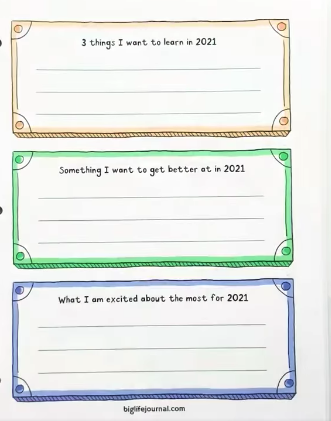 3 things I want to learn in 2021
Something I want to get better at in 2021
What I am excited about the most for 2021
biglifejournal.com